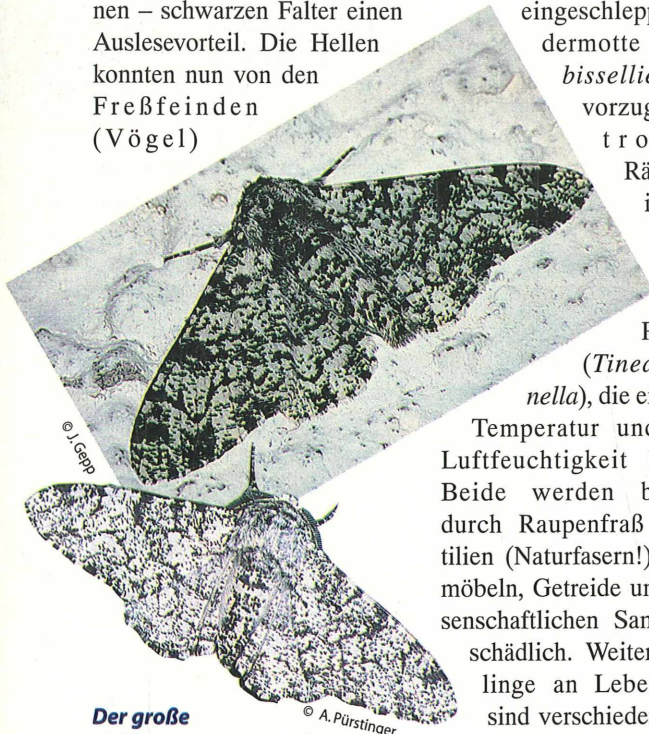 nen – schwarzen Falter einen
Auslesevorteil. Die Hellen
konnten nun von den
Freßfeinden
(Vögel)
© J. Gepp
© A. Pürstinger
Der große
eingeschlepp
dermotte
bissellie
vorzug
tro
Rä
i
(Tinea
nella), die e
Temperatur und
Luftfeuchtigkeit
Beide werden b
durch Raupenfraß
tilien (Naturfasern!)
möbeln, Getreide un
senschaftlichen Sam
schädlich. Weiter
linge an Lebe
sind verschiede